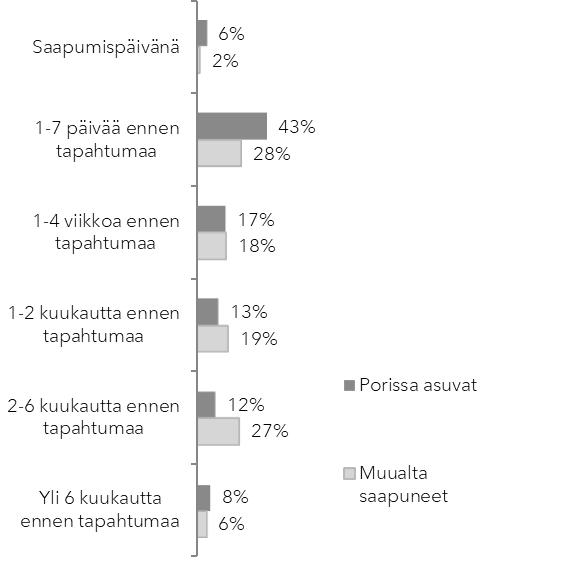 Saapumispäivänä
6%
2%
1-7 päivää ennen
tapahtumaa
43%
28%
1-4 viikkoa ennen
tapahtumaa
17%
18%
1-2 kuukautta ennen
tapahtumaa
13%
19%
2-6 kuukautta ennen
tapahtumaa
12%
27%
Yli 6 kuukautta
ennen tapahtumaa
8%
6%
Porissa asuvat
Muualta
saapuneet